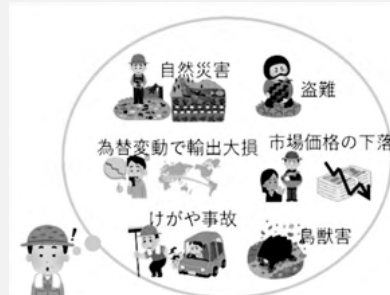 自然災害
盗難
為替変動で輸出大損
市場価格の下落
けがや事故
鳥獣害